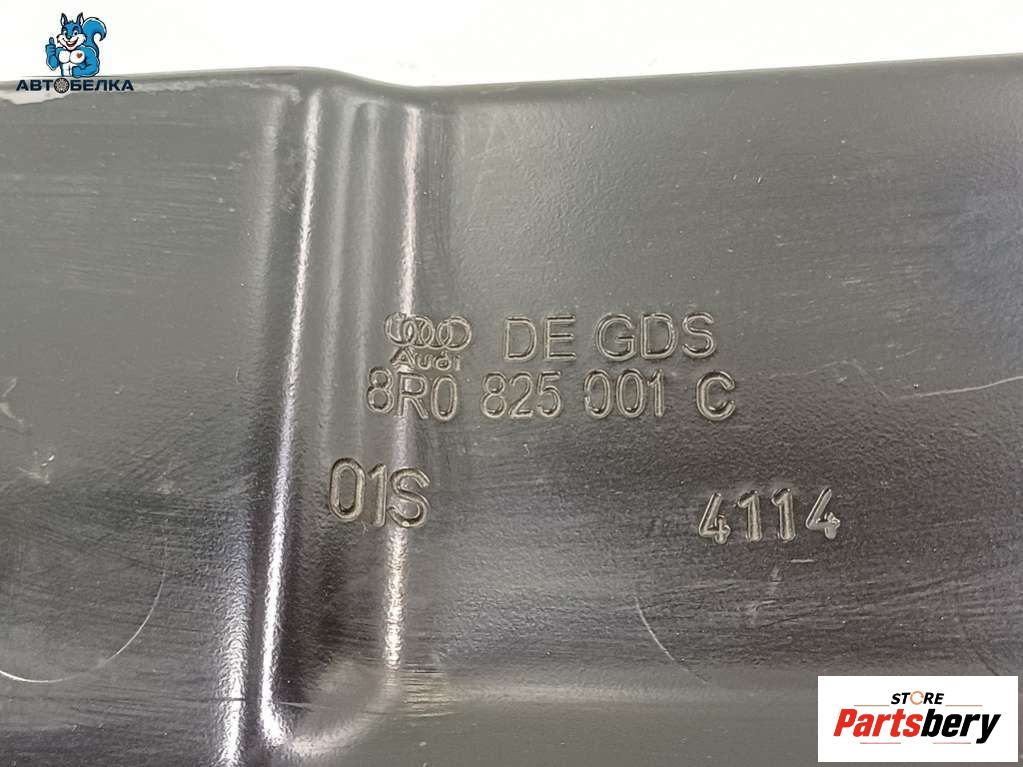 АВТОБЕЛКА
DE GDS
Audi
8R0 825 001 C
01S
4114
STORE
Partsbery